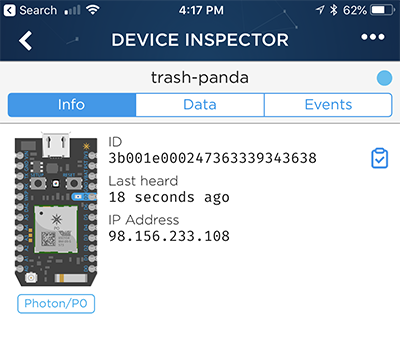 Search 4:17 PM 62%
DEVICE INSPECTOR
trash-panda
Info Data Events
ID
3b001e000247363339343638
Last heard
18 seconds ago
IP Address
98.156.233.108
Photon/P0